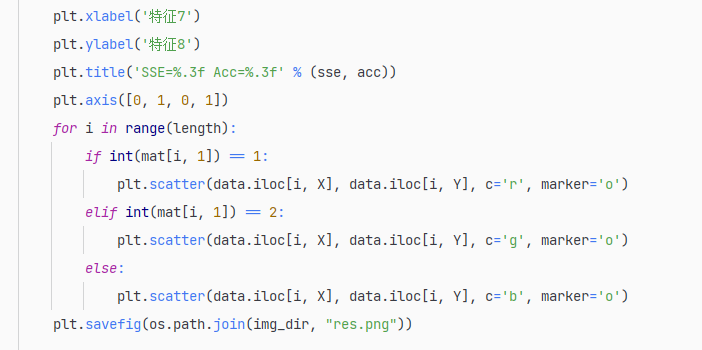 plt.xlabel('特征7')
plt.ylabel('特征8')
plt.title('SSE=%.3f Acc=%.3f' % (sse, acc))
plt.axis([0, 1, 0, 1])
for i in range(length):
if int(mat[i, 1]) == 1:
plt.scatter(data.iloc[i, X], data.iloc[i, Y], c='r', marker='o')
elif int(mat[i, 1]) == 2:
plt.scatter(data.iloc[i, X], data.iloc[i, Y], c='g', marker='o')
else:
plt.scatter(data.iloc[i, X], data.iloc[i, Y], c='b', marker='o')
plt.savefig(os.path.join(img_dir, "res.png"))